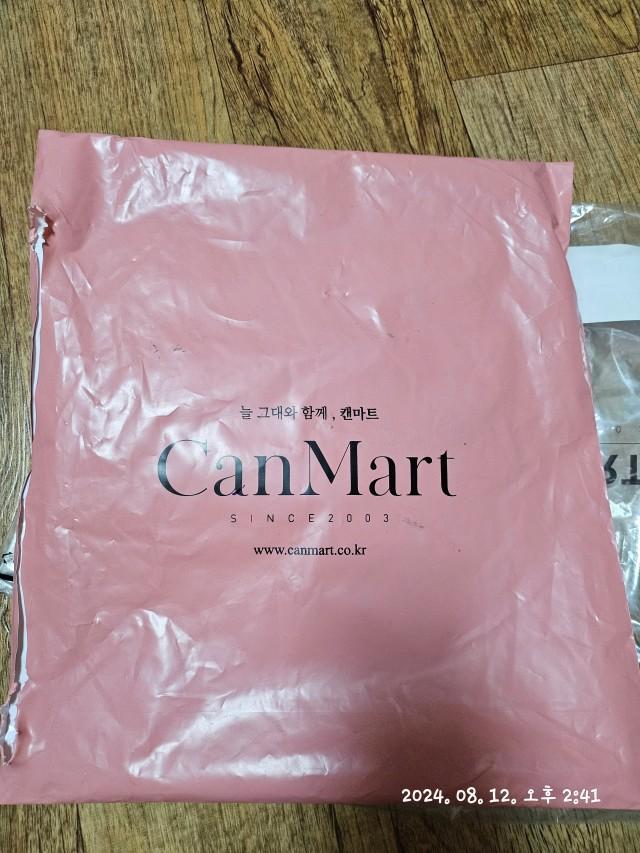 늘 그대와 함께, 캔마트
CanMart
SINCE2003
www.canmart.co.kr
2024. 08. 12. 오후 2:41